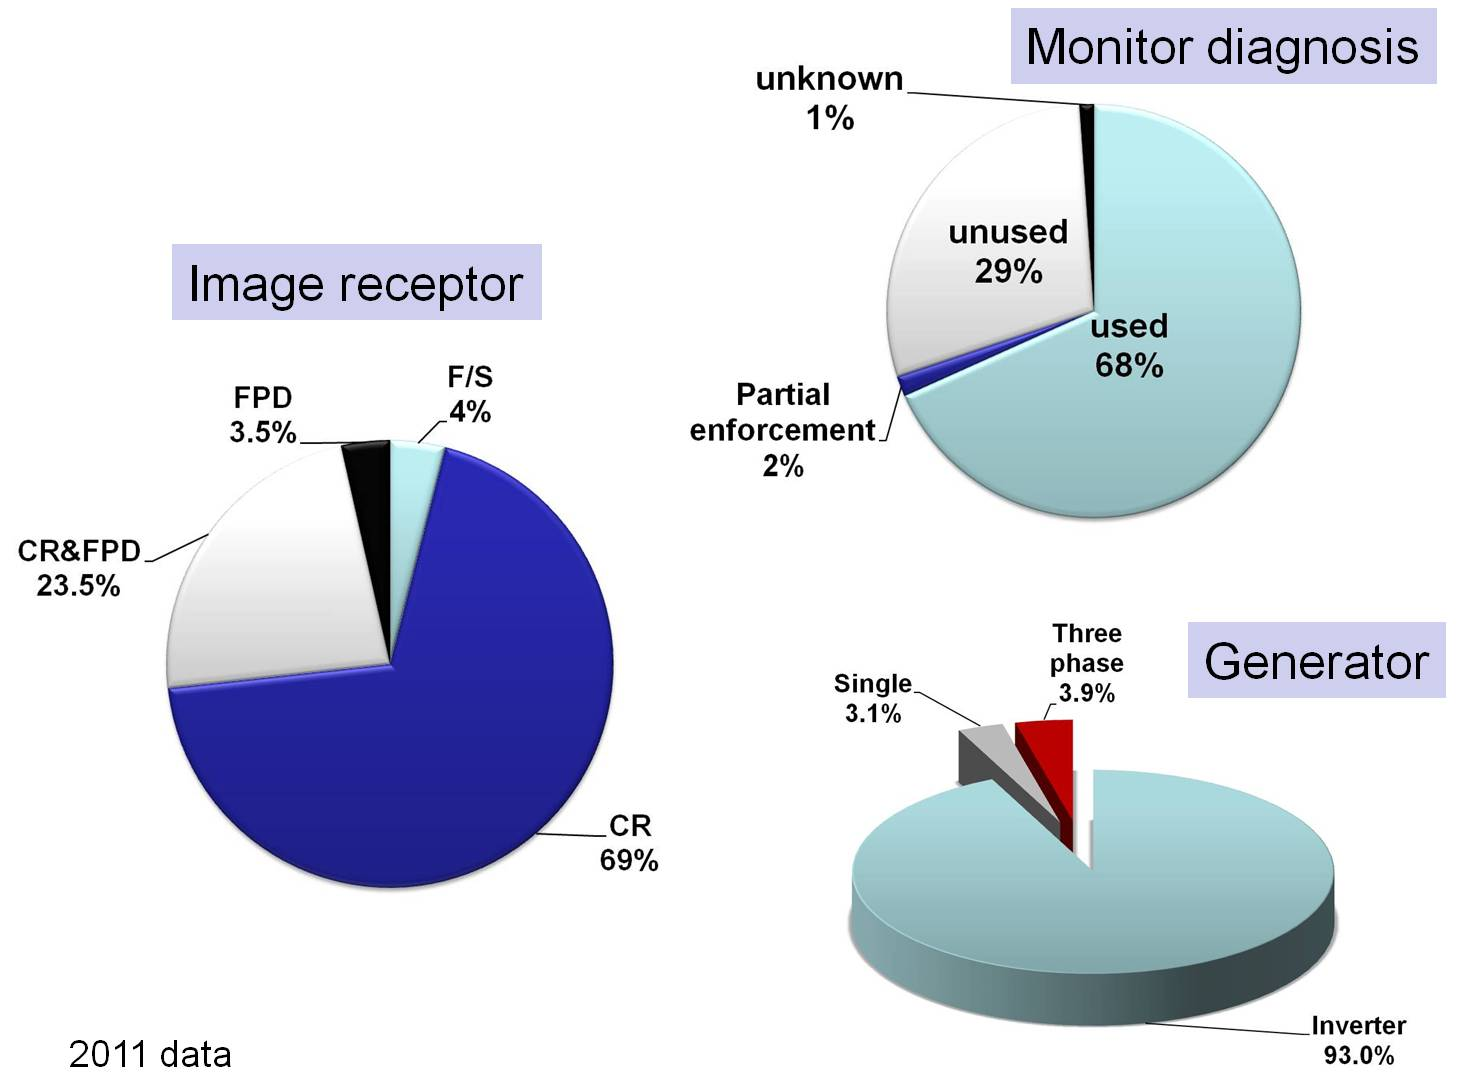 Monitor diagnosis
unknown
1%
unused
29%
used
68%
Partial
enforcement
2%
Image receptor
FPD
3.5%
F/S
4%
CR&FPD
23.5%
CR
69%
Generator
Three
phase
3.9%
Single
3.1%
Inverter
93.0%
2011 data